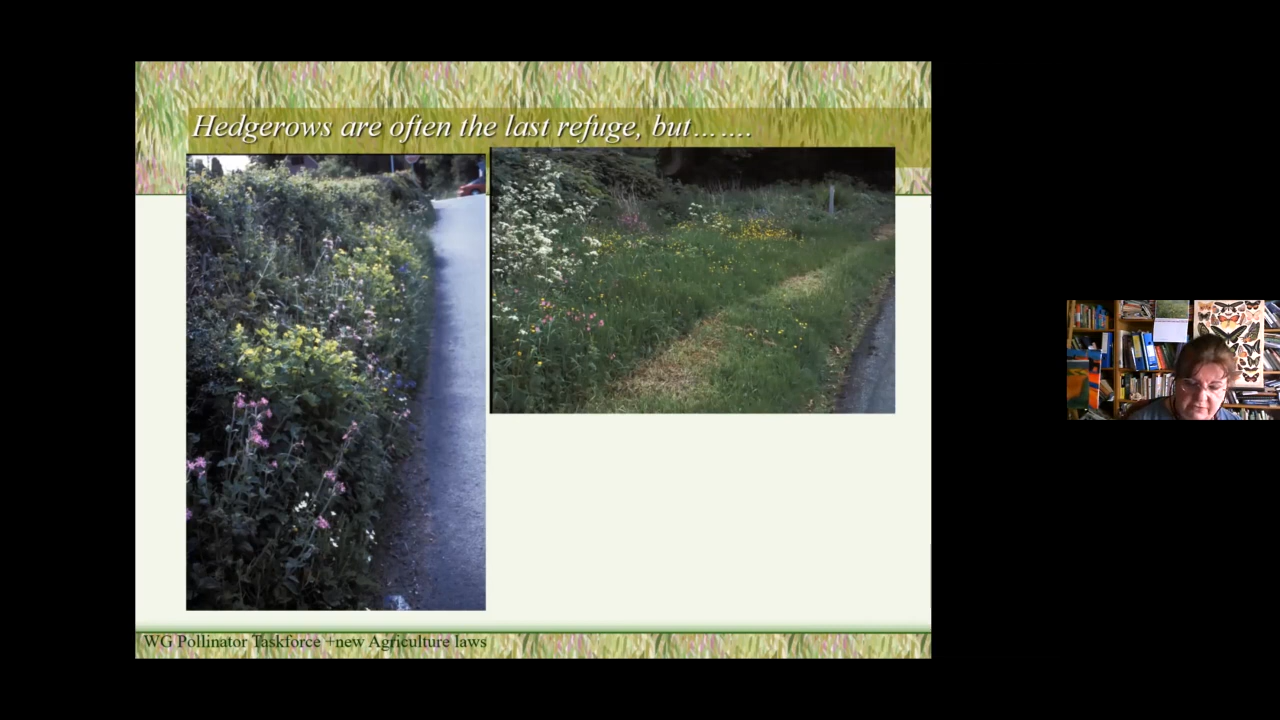 Hedgerows are often the last refuge, but…….
WG Pollinator Taskforce +new Agriculture laws